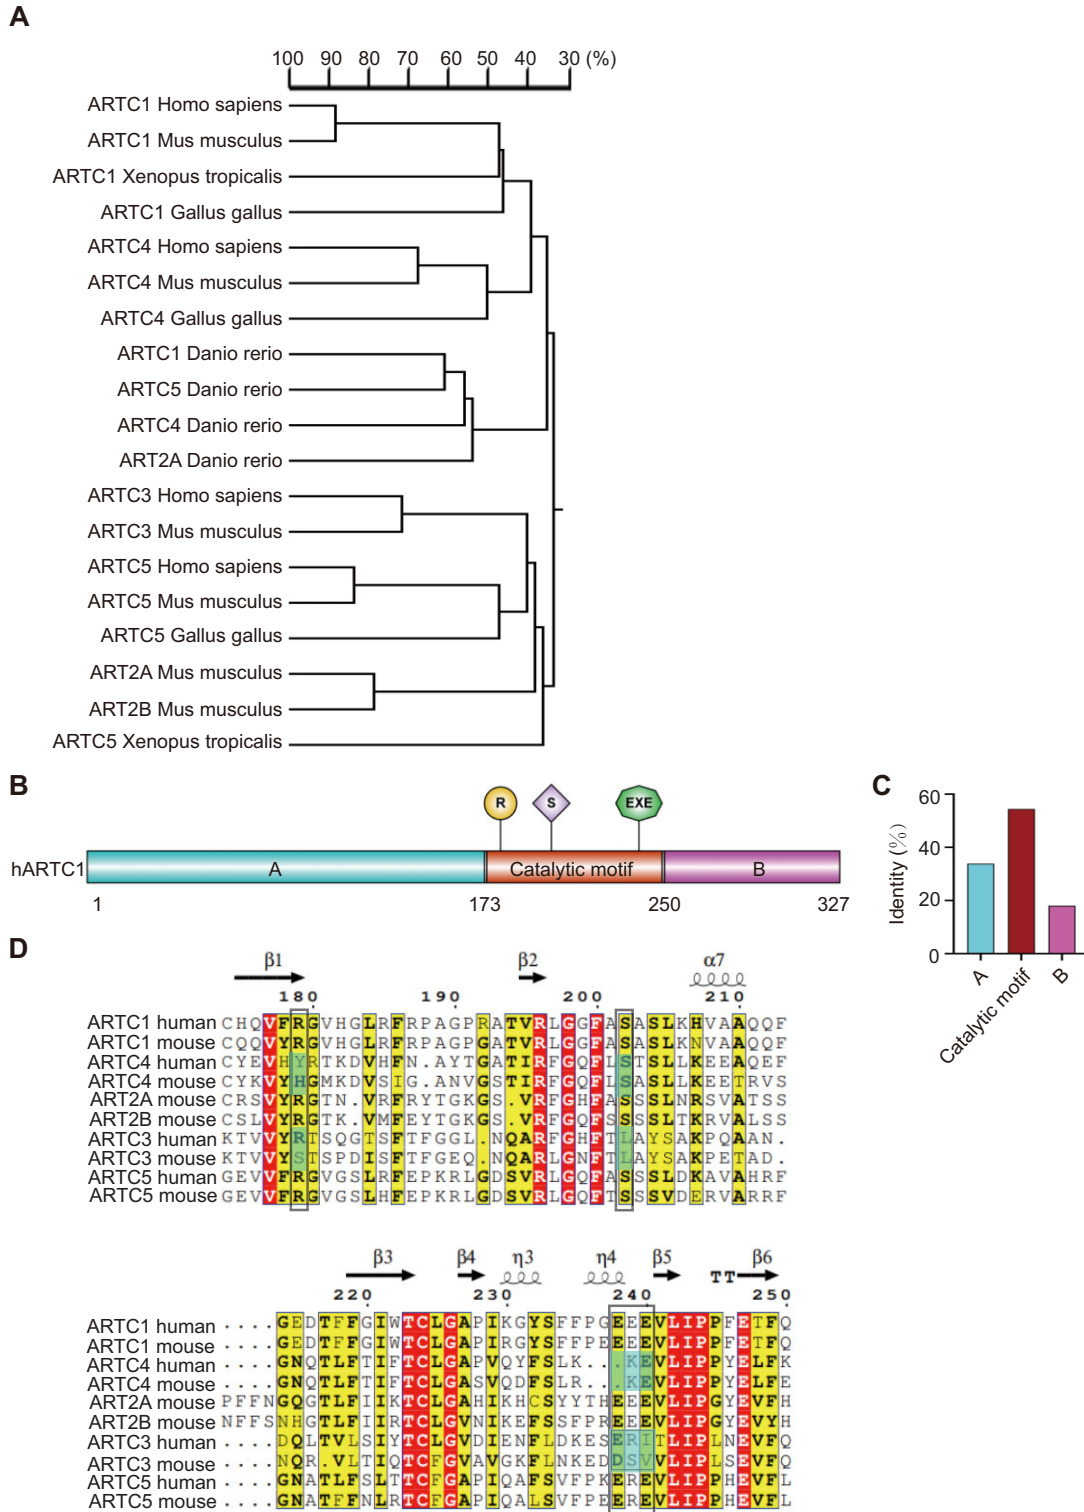 A
100 90 80 70 60 50 40 30 (%)
ARTC1 Homo sapiens
ARTC1 Mus musculus
ARTC1 Xenopus tropicalis
ARTC1 Gallus gallus
ARTC4 Homo sapiens
ARTC4 Mus musculus
ARTC4 Gallus gallus
ARTC1 Danio rerio
ARTC5 Danio rerio
ARTC4 Danio rerio
ART2A Danio rerio
ARTC3 Homo sapiens
ARTC3 Mus musculus
ARTC5 Homo sapiens
ARTC5 Mus musculus
ARTC5 Gallus gallus
ART2A Mus musculus
ART2B Mus musculus
ARTC5 Xenopus tropicalis
B
R S EXE
hARTC1 A Catalytic motif B
1 173 250 327
C
Identity (%)
60
40
20
0
A
Catalytic motif
B
D
β1 β2 α7
180 190 200 210
ARTC1 human CHQVFRGVHGLRFRPAGPRATVRLGGFASASLKHVAAQQF
ARTC1 mouse CQQVYRGVHGLRFRPAGPGATVRLGGFASASLKNVAAQQF
ARTC4 human CYEVHYRTKDVHFN.AYTGATIRFGQFLSTSLLKEEAQEF
ARTC4 mouse CYKVYHGMKDVSIG.ANVGSTIRFGQFLSASLLKEETRVS
ART2A mouse CRSVYRGTN.VRFRYTGKGS.VRFGHFASSSLNRSVATSS
ART2B mouse CSLVYRGTK.VMFEYTGKGS.VRFGQFSSSSLTKRVALSS
ARTC3 human KTVVYRTSQGTSFTFGGL.NQARFGHFTLAYSAKPQAAN.
ARTC3 mouse KTVVYSTSPDISFTFGEQ.NQARLGNFTLAYSAKPETAD.
ARTC5 human GEVVFRGVGSLHFEPKRLGDSVRLGQFASSSLDKAVAHRF
ARTC5 mouse GEVVFRGVGSLHFEPKRLGDSVRLGQFTSSSVDERVARRF
β3 β4 η3 η4 β5 TT β6
220 230 240 250
ARTC1 human ....GEDTFFGIWTCLGAPIKGYSFFPGEEEVLIPPFETFQ
ARTC1 mouse ....GEDTFFGIWTCLGAPIRGYSFFPEEEEVLIPPFETFQ
ARTC4 human ....GNQTLFTIFTCLGAPVQYFSLK..KEVLIPPYELFK
ARTC4 mouse ....GNQTLFTIFTCLGASVQDFSLR..KEVLIPPYELFE
ART2A mouse PFFNGQGTLFIIKTCLGAHIKHCSYYTHEEEVLIPGYEVFH
ART2B mouse NFFSNHGTLFIIRTCLGVNIKEFSSFPREEEVLIPGYEVYH
ARTC3 human ....DQLTVLSIYTCLGVDIENFLDKESERITLIPLNEVFQ
ARTC3 mouse ....NQR.VLTIQTCFGVAVGKFLNKEDDSVVLIPLSEVFQ
ARTC5 human ....GNATLFSLTTCFGAPIQAFSVFPKEREVLIPPHEVFL
ARTC5 mouse ....GNATFFNLRTCFGAPIQALSVFPEEREVLIPPHEVFL